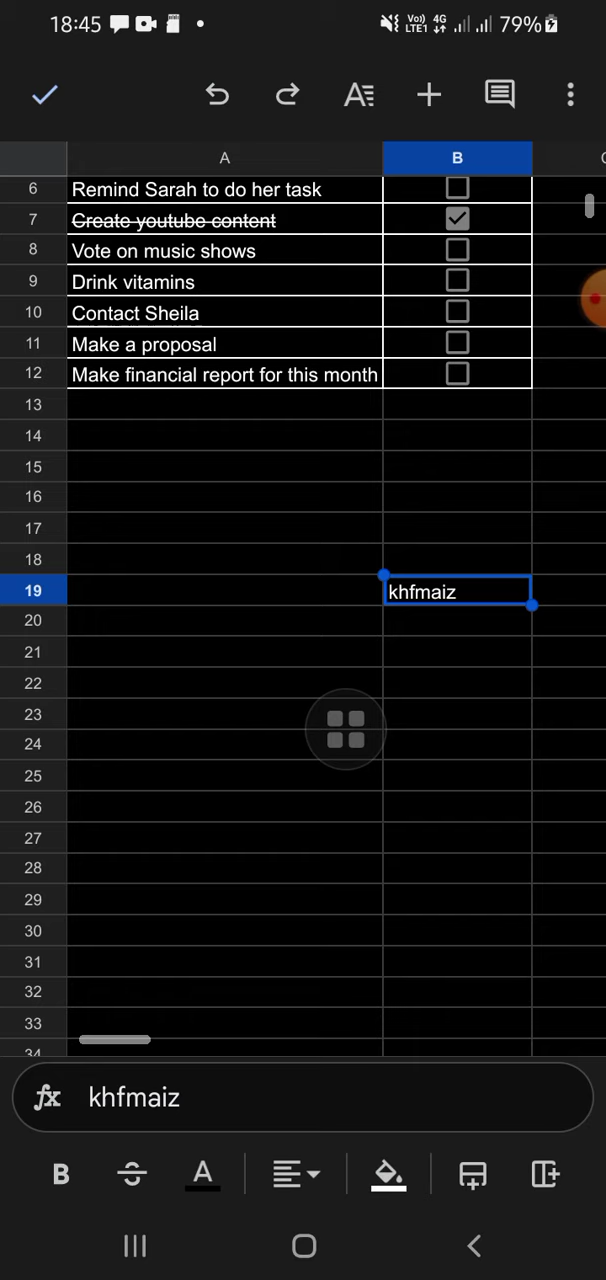 18:45 Vo) LTE1 4G 79%
A B
6 Remind Sarah to do her task
7 Create youtube content
8 Vote on music shows
9 Drink vitamins
10 Contact Sheila
11 Make a proposal
12 Make financial report for this month
13
14
15
16
17
18
19 khfmaiz
20
21
22
23
24
25
26
27
28
29
30
31
32
33
34
fx khfmaiz
B S A